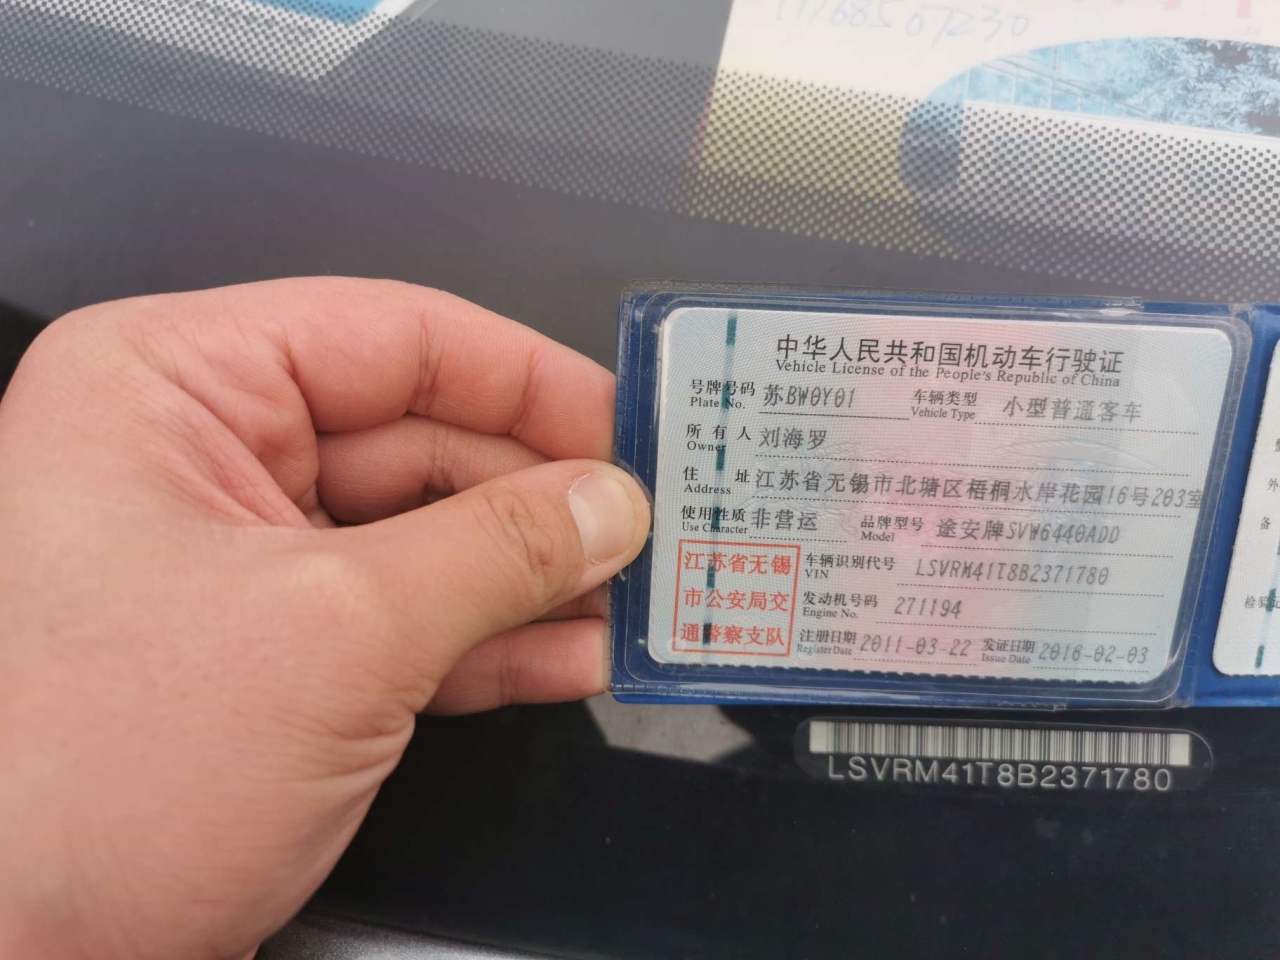 中华人民共和国机动车行驶证
Vehicle License of the People's Republic of China
号牌号码 苏BW0Y01 车辆类型 小型普通客车
Plate No. Vehicle Type
所有人 刘海罗
Owner
住址 江苏省无锡市北塘区梧桐水岸花园16号203室
Address
使用性质 非营运 品牌型号 途安牌SVW6440ADD
Use Character Model
江苏省无锡
市公安局交
通警察支队
车辆识别代号 LSVRM41T8B2371780
VIN
发动机号码 271194
Engine No.
注册日期 2011-03-22 发证日期 2016-02-03
Register Date Issue Date
外
备
检验
LSVRM41T8B2371780